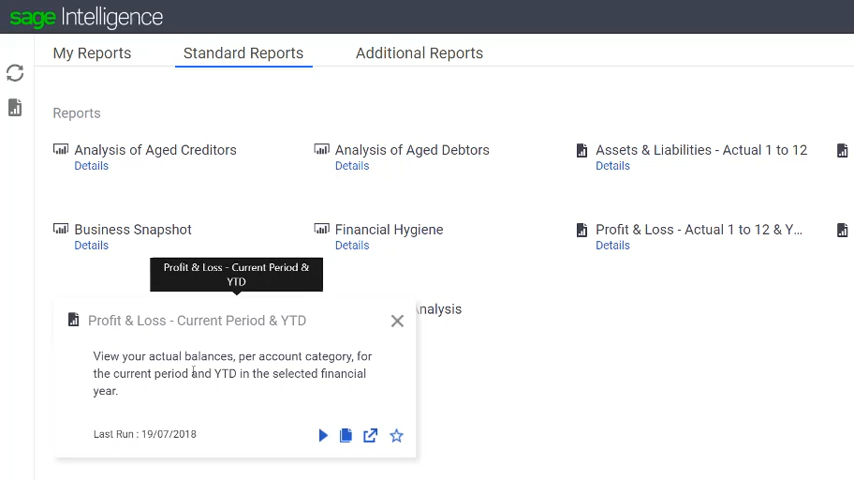 sage Intelligence
My Reports
Standard Reports
Additional Reports
Reports
Analysis of Aged Creditors
Details
Analysis of Aged Debtors
Details
Assets & Liabilities - Actual 1 to 12
Details
Business Snapshot
Details
Financial Hygiene
Details
Profit & Loss - Actual 1 to 12 & Y...
Details
Profit & Loss - Current Period &
YTD
Analysis
Profit & Loss - Current Period & YTD
View your actual balances, per account category, for
the current period and YTD in the selected financial
year.
Last Run : 19/07/2018